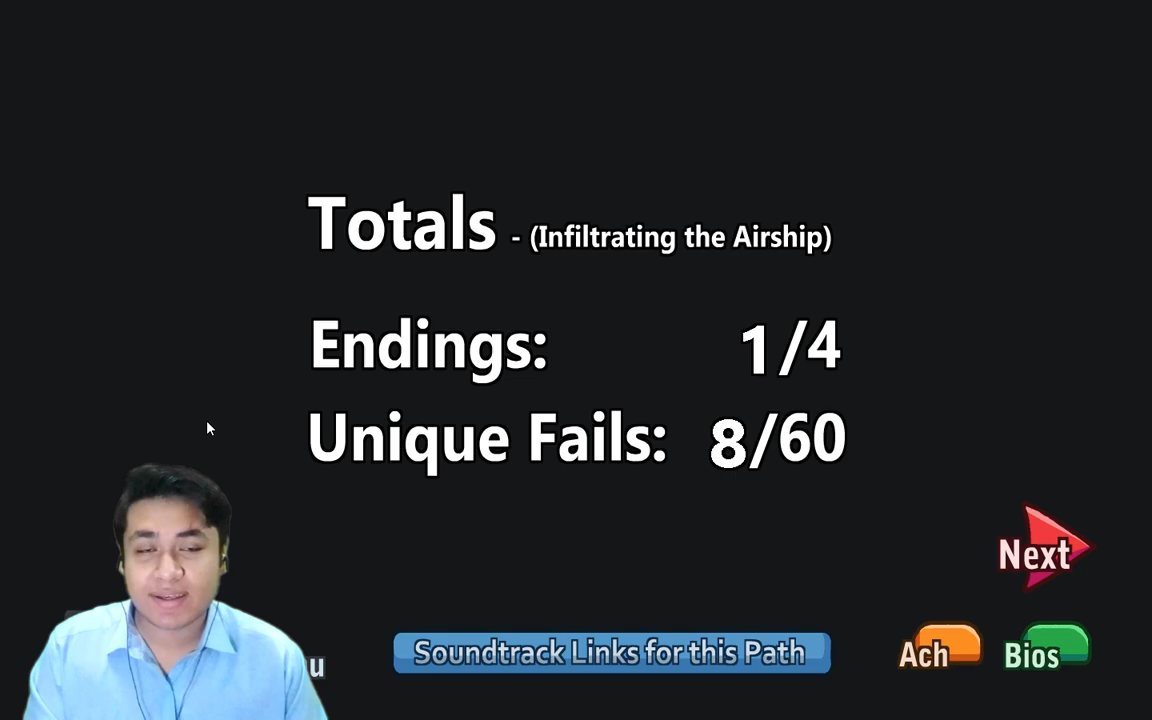 Totals - (Infiltrating the Airship)
Endings: 1/4
Unique Fails: 8/60
Next
Soundtrack Links for this Path
Ach
Bios